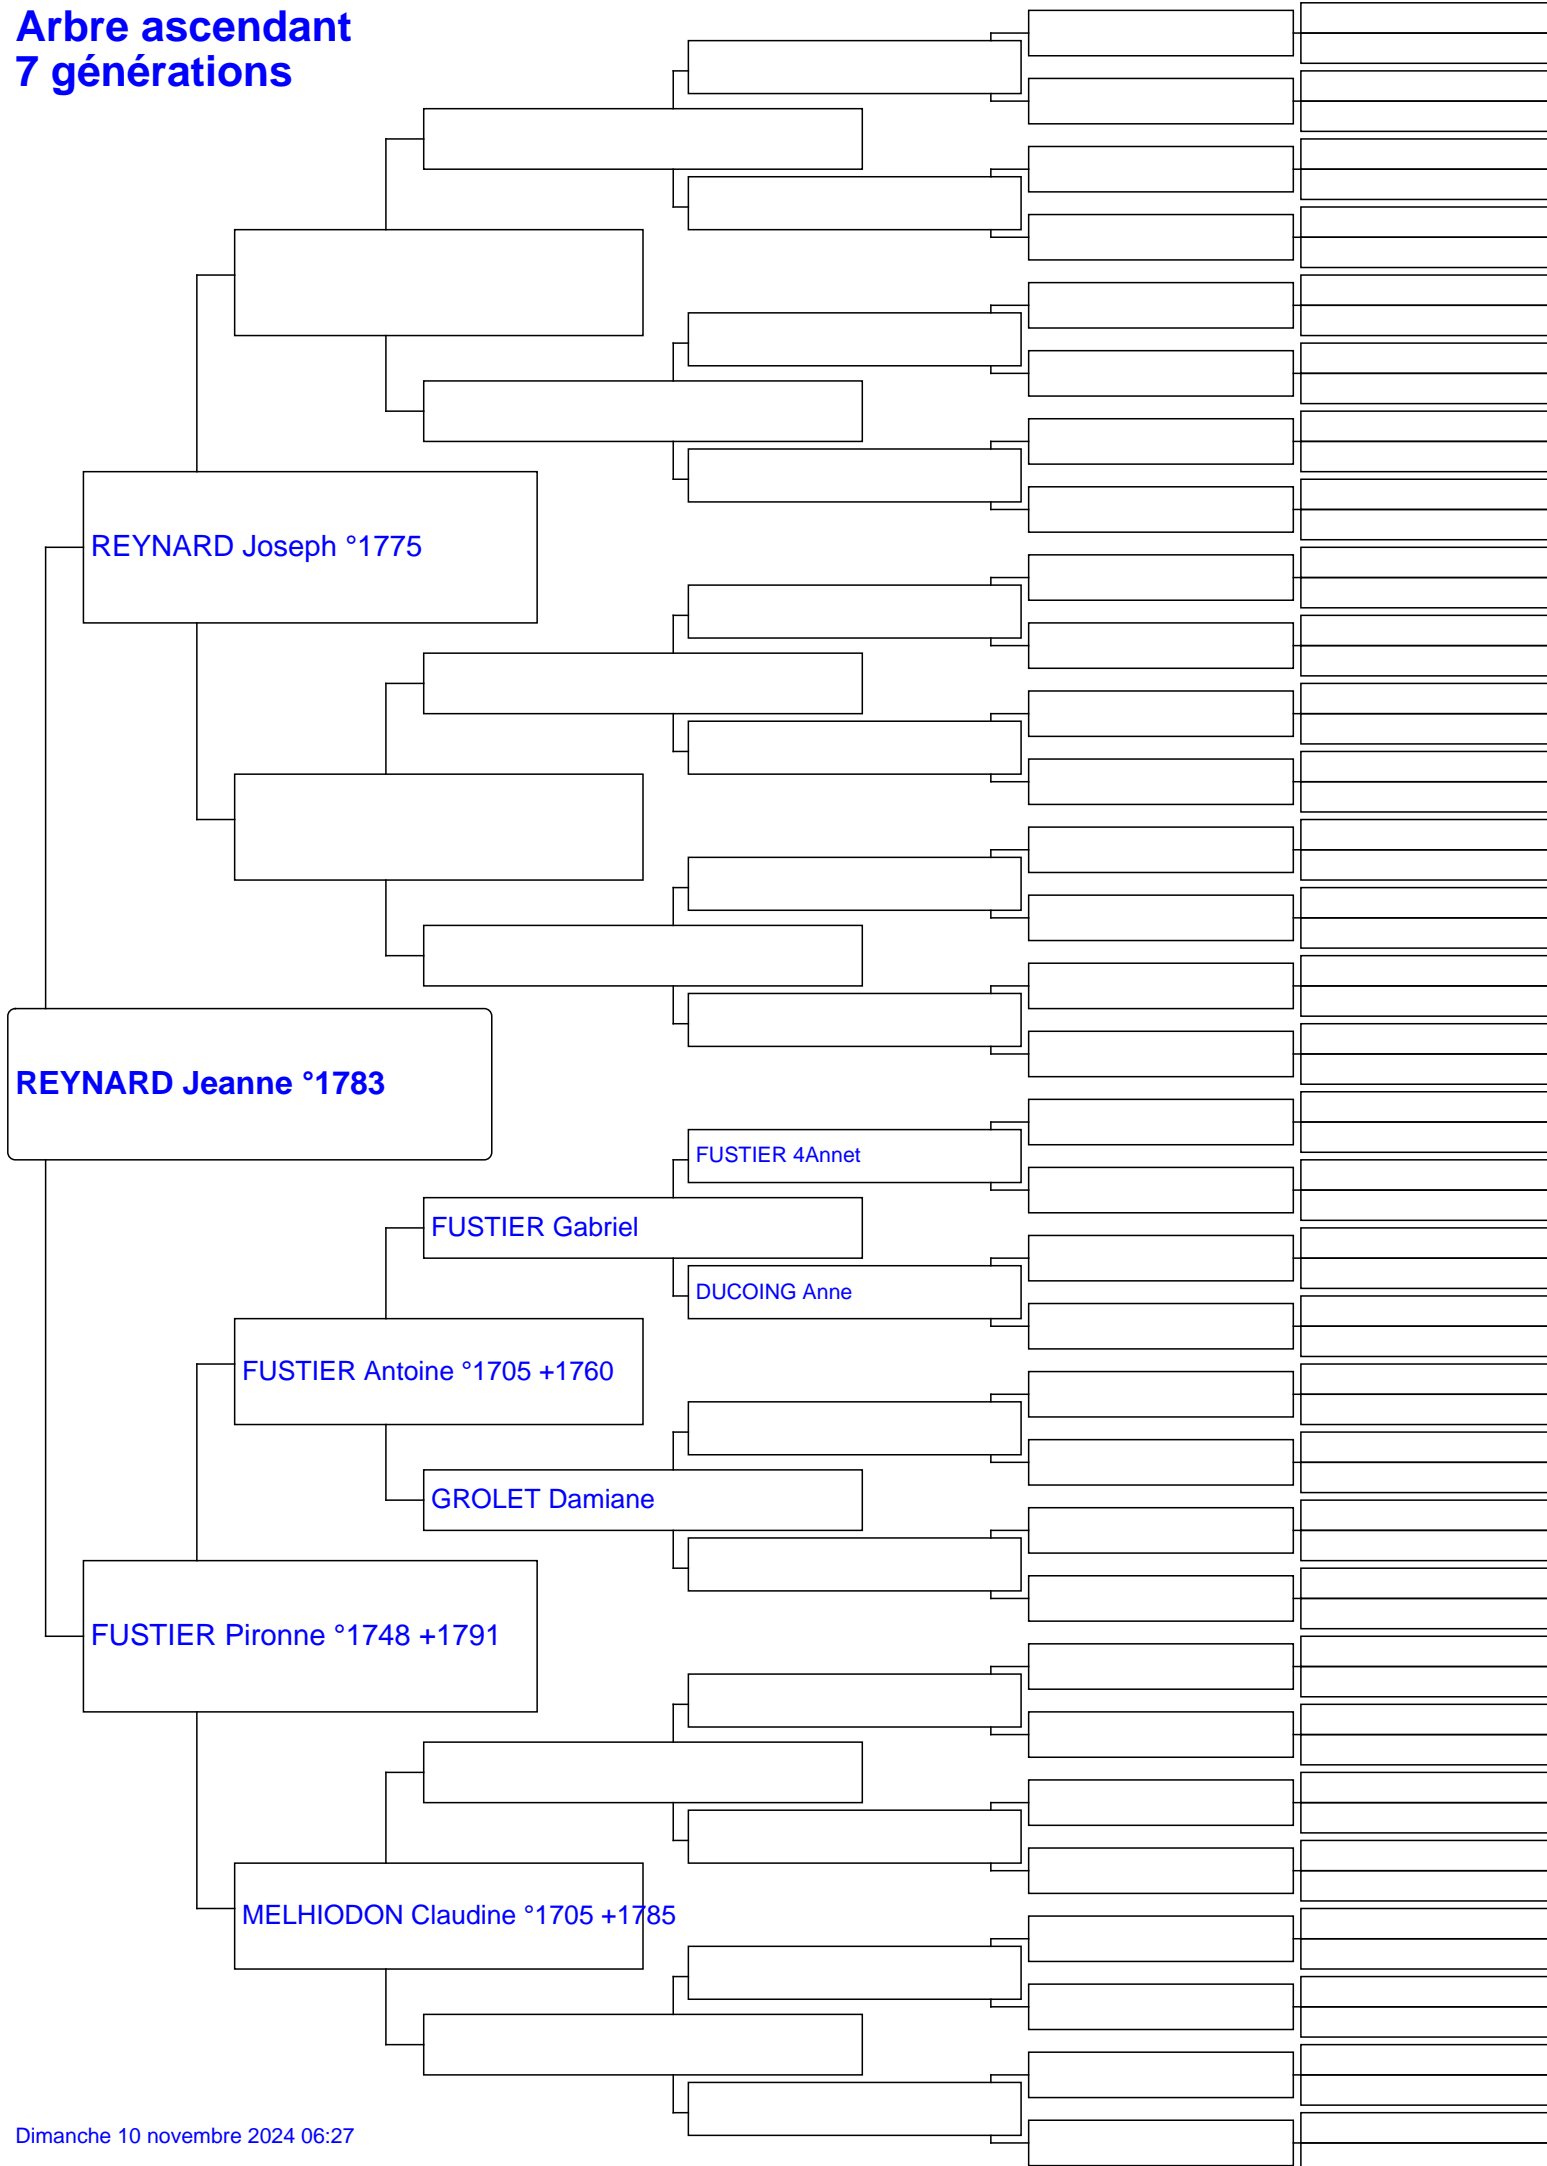 Arbre ascendant
7 générations
REYNARD Joseph °1775
REYNARD Jeanne °1783
FUSTIER 4Annet
FUSTIER Gabriel
DUCOING Anne
FUSTIER Antoine °1705 +1760
GROLET Damiane
FUSTIER Pironne °1748 +1791
MELHIODON Claudine °1705 +1785
Dimanche 10 novembre 2024 06:27